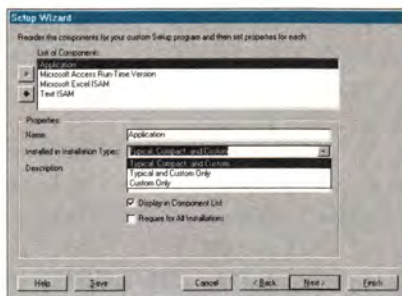 Setup Wizard
Reorder the components for your custom Setup program and then set properties for each.
List of Components:
Application
Microsoft Access Run-Time Version
Microsoft Excel ISAM
Text ISAM
Properties:
Name: Application
Installed in Installation Types: Typical, Compact, and Custom
Typical, Compact, and Custom
Description: Typical and Custom Only
Custom Only
Display in Component List
Require for All Installations
Help Save Cancel < Back Next > Finish